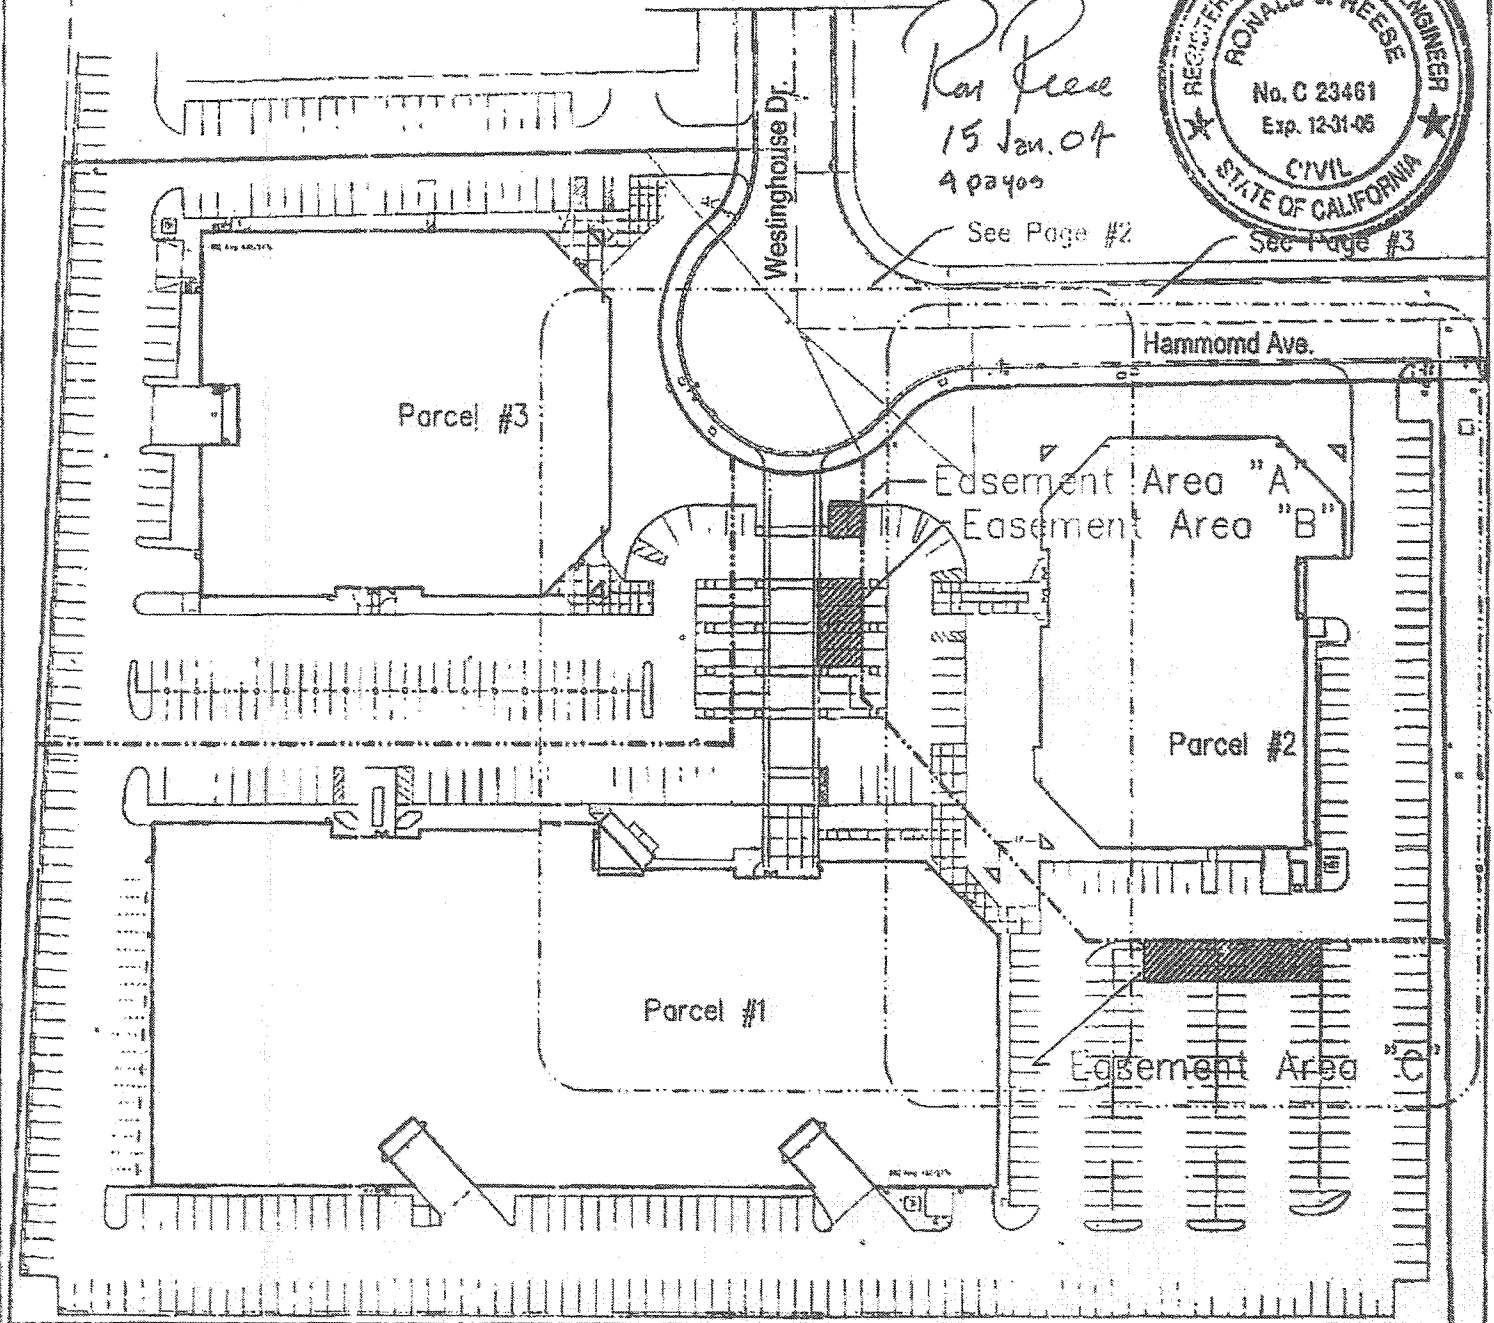 RONALD J. REESE
ENGINEER
No. C 23461
Exp. 12-31-05
CIVIL
STATE OF CALIFORNIA
Ron Reese
15 Jan. 04
4 pages
Westinghouse Dr.
See Page #2
See Page #3
Hammomd Ave.
Parcel #3
Easement Area "A"
Easement Area "B"
Parcel #2
Parcel #1
Easement Area "C"